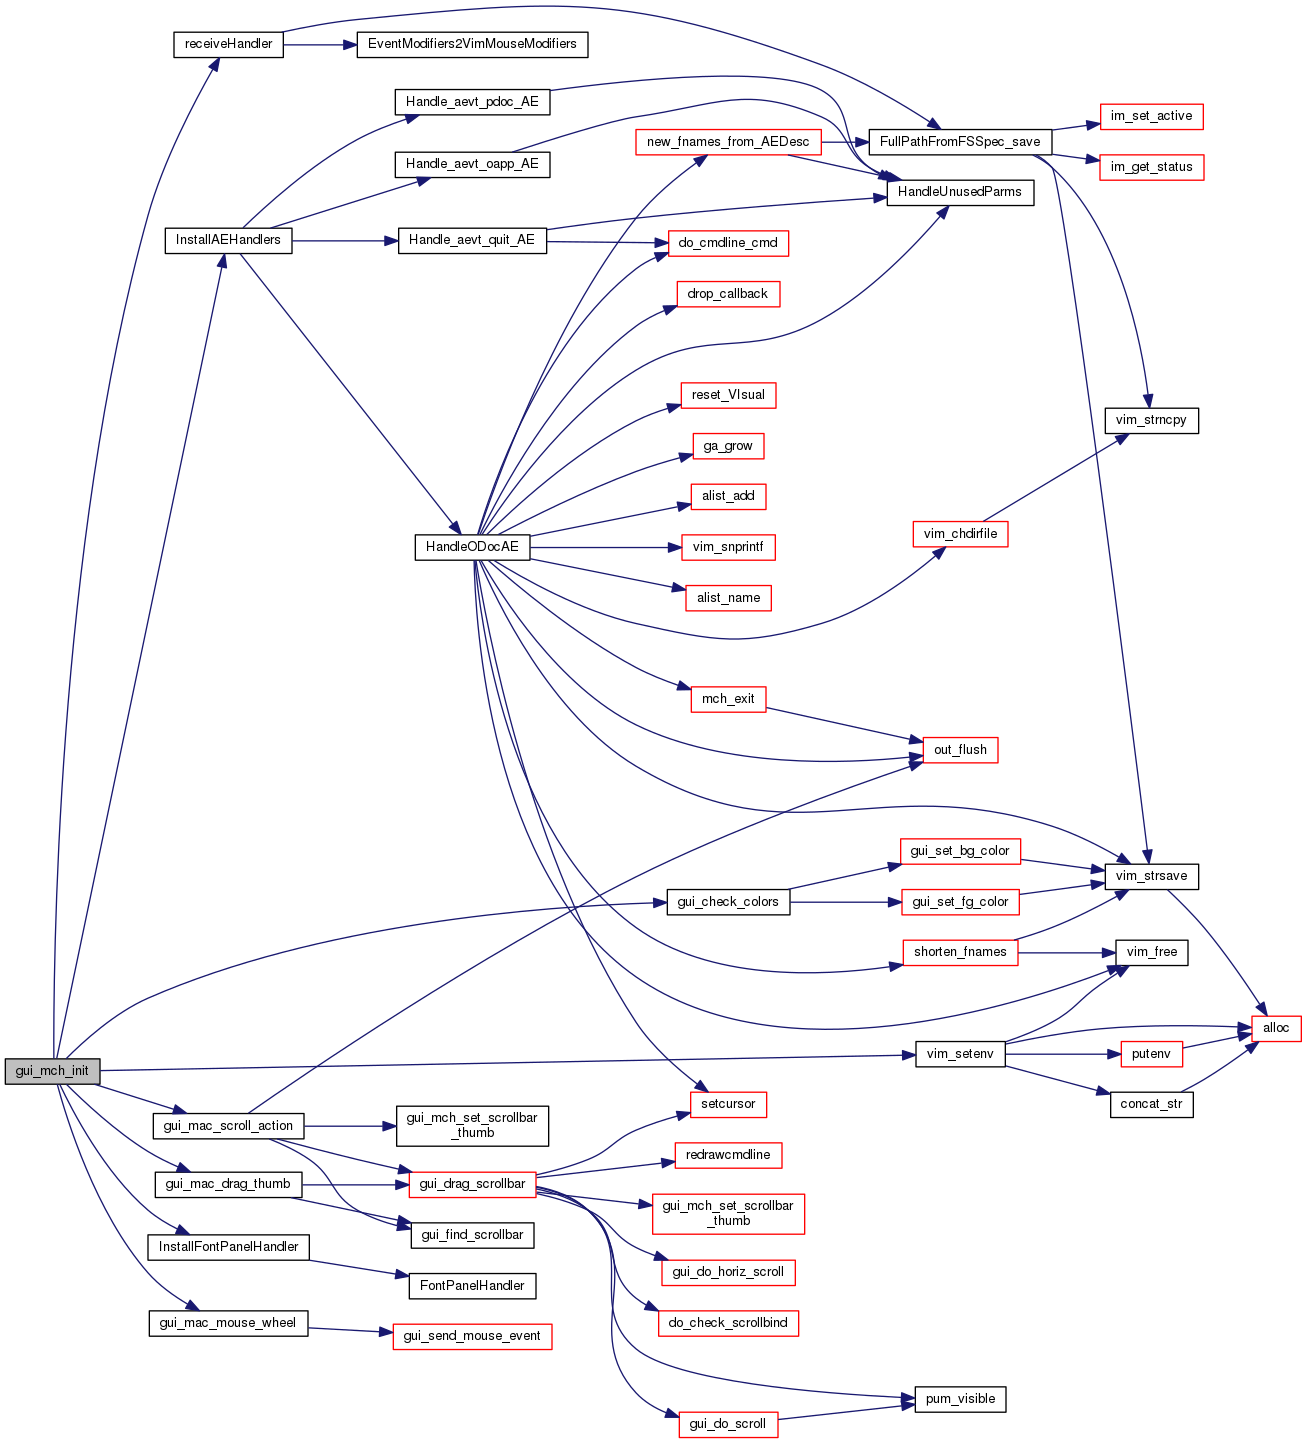 receiveHandler
EventModifiers2VimMouseModifiers
Handle_aevt_pdoc_AE
im_set_active
new_fnames_from_AEDesc
FullPathFromFSSpec_save
Handle_aevt_oapp_AE
im_get_status
HandleUnusedParms
InstallAEHandlers
Handle_aevt_quit_AE
do_cmdline_cmd
drop_callback
reset_VIsual
vim_strncpy
ga_grow
alist_add
vim_chdirfile
HandleODocAE
vim_snprintf
alist_name
mch_exit
out_flush
gui_set_bg_color
vim_strsave
gui_check_colors
gui_set_fg_color
shorten_fnames
vim_free
alloc
vim_setenv
putenv
gui_mch_init
setcursor
concat_str
gui_mac_scroll_action
gui_mch_set_scrollbar
_thumb
redrawcmdline
gui_mac_drag_thumb
gui_drag_scrollbar
gui_mch_set_scrollbar
_thumb
gui_find_scrollbar
InstallFontPanelHandler
gui_do_horiz_scroll
FontPanelHandler
gui_mac_mouse_wheel
do_check_scrollbind
gui_send_mouse_event
pum_visible
gui_do_scroll